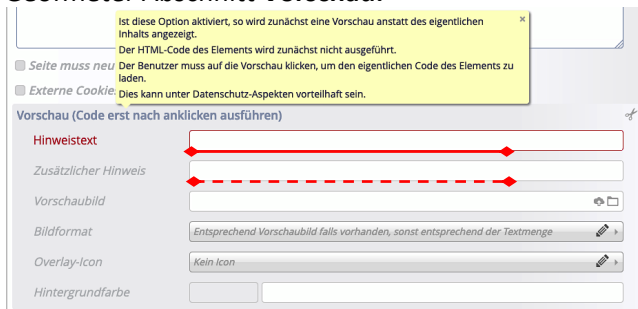 Geöffneter Abschnitt Vorschau:
Ist diese Option aktiviert, so wird zunächst eine Vorschau anstatt des eigentlichen
Inhalts angezeigt.
Der HTML-Code des Elements wird zunächst nicht ausgeführt.
Seite muss neu
Der Benutzer muss auf die Vorschau klicken, um den eigentlichen Code des Elements zu
laden.
Externe Cookie
Dies kann unter Datenschutz-Aspekten vorteilhaft sein.
Vorschau (Code erst nach anklicken ausführen)
Hinweistext
Zusätzlicher Hinweis
Vorschaubild
Bildformat
Entsprechend Vorschaubild falls vorhanden, sonst entsprechend der Textmenge
Overlay-Icon
Kein Icon
Hintergrundfarbe